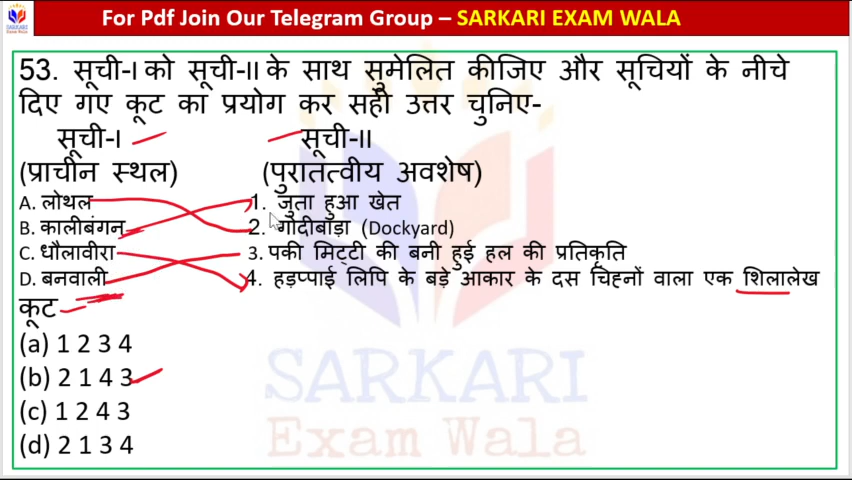 SARKARI
Exam Wala
For Pdf Join Our Telegram Group – SARKARI EXAM WALA
53. सूची-I को सूची-II के साथ सुमेलित कीजिए और सूचियों के नीचे
दिए गए कूट का प्रयोग कर सही उत्तर चुनिए-
सूची-I सूची-II
(प्राचीन स्थल) (पुरातत्वीय अवशेष)
A. लोथल 1. जुता हुआ खेत
B. कालीबंगन 2. गोदीबाड़ा (Dockyard)
C. धौलावीरा 3. पकी मिट्टी की बनी हुई हल की प्रतिकृति
D. बनवाली 4. हड़प्पाई लिपि के बड़े आकार के दस चिह्नों वाला एक शिलालेख
कूट
(a) 1 2 3 4
(b) 2 1 4 3
(c) 1 2 4 3
(d) 2 1 3 4
SARKARI
Exam Wala